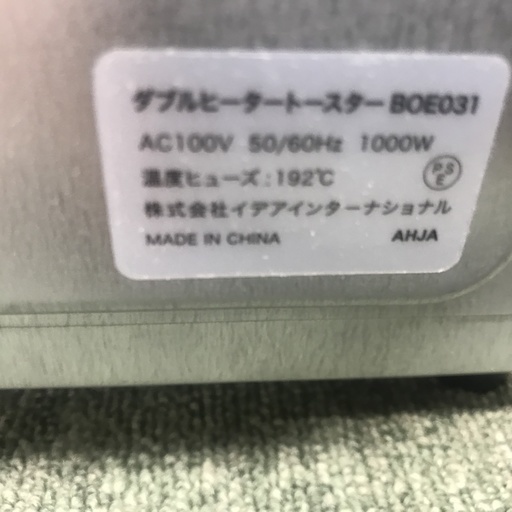 ダブルヒータートースター BOE031
AC100V 50/60Hz 1000W
温度ヒューズ:192℃
PSE
株式会社イデアインターナショナル
MADE IN CHINA AHJA